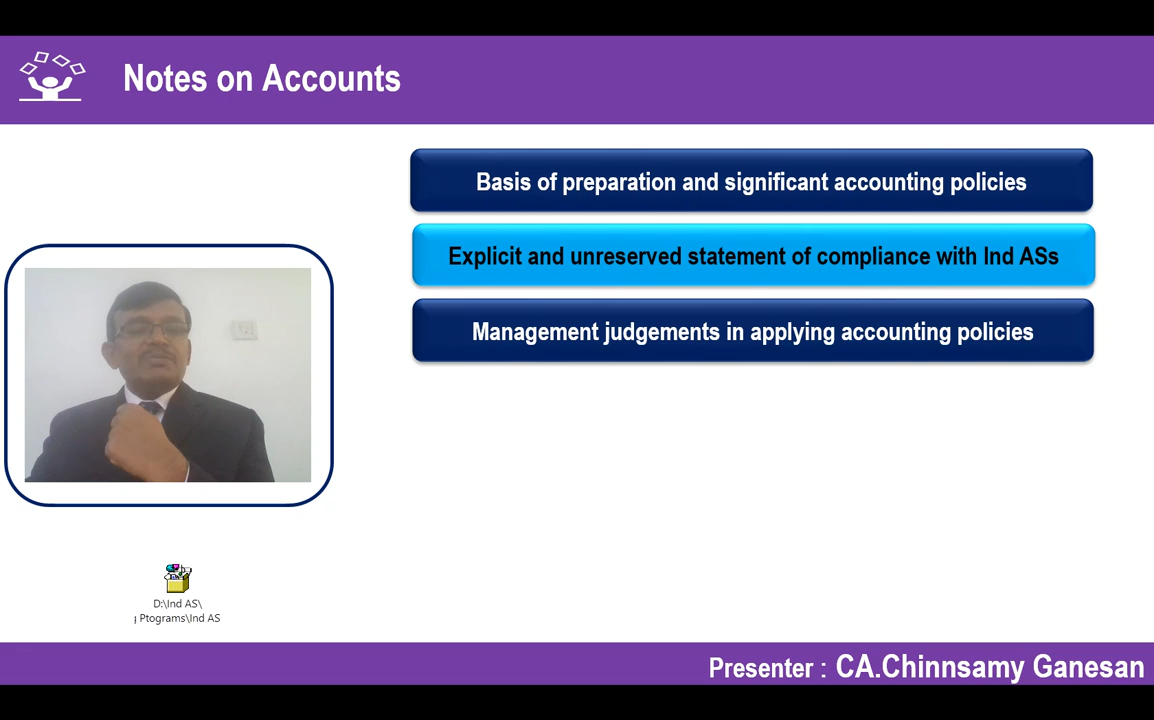 Notes on Accounts
Basis of preparation and significant accounting policies
Explicit and unreserved statement of compliance with Ind ASs
Management judgements in applying accounting policies
D:\Ind AS\
Ptograms\Ind AS
Presenter : CA.Chinnsamy Ganesan